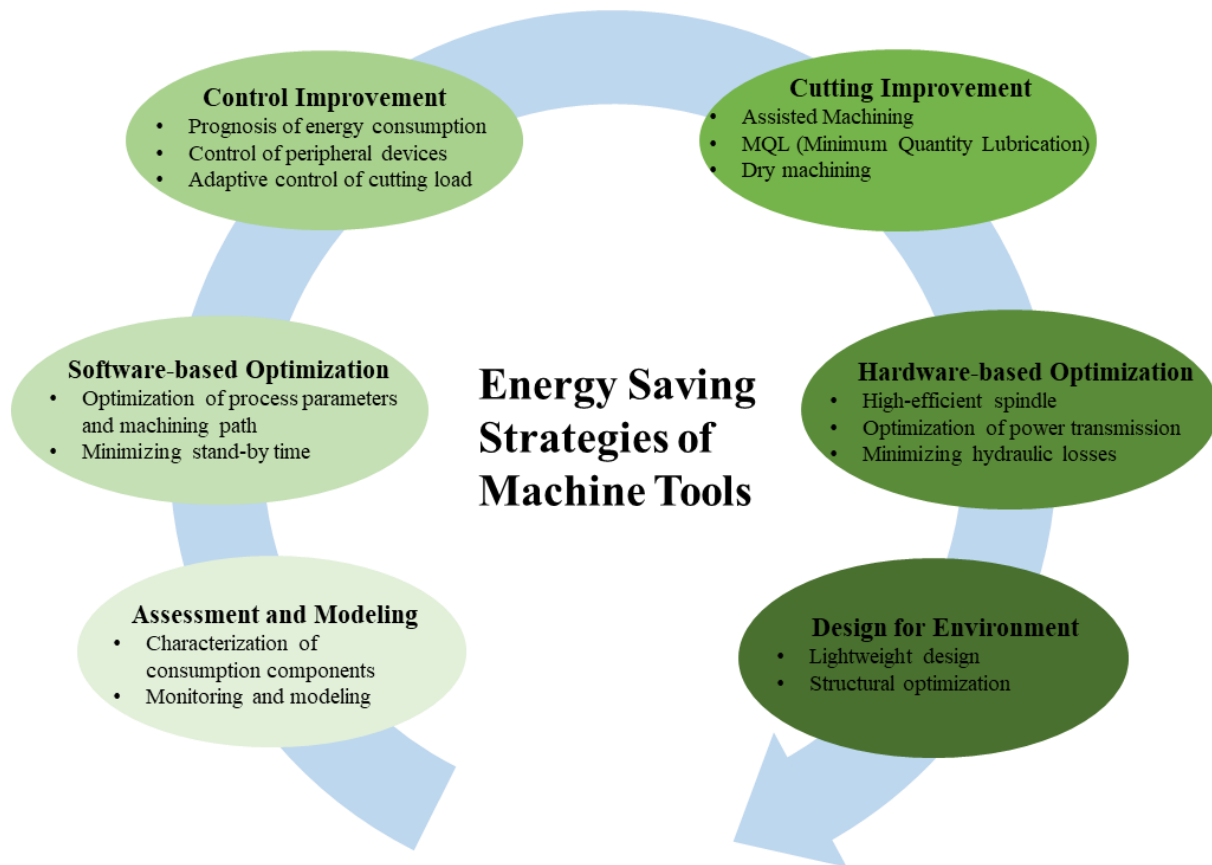 Control Improvement
• Prognosis of energy consumption
• Control of peripheral devices
• Adaptive control of cutting load
Cutting Improvement
• Assisted Machining
• MQL (Minimum Quantity Lubrication)
• Dry machining
Software-based Optimization
• Optimization of process parameters
and machining path
• Minimizing stand-by time
Energy Saving
Strategies of
Machine Tools
Hardware-based Optimization
• High-efficient spindle
• Optimization of power transmission
• Minimizing hydraulic losses
Assessment and Modeling
• Characterization of
consumption components
• Monitoring and modeling
Design for Environment
• Lightweight design
• Structural optimization